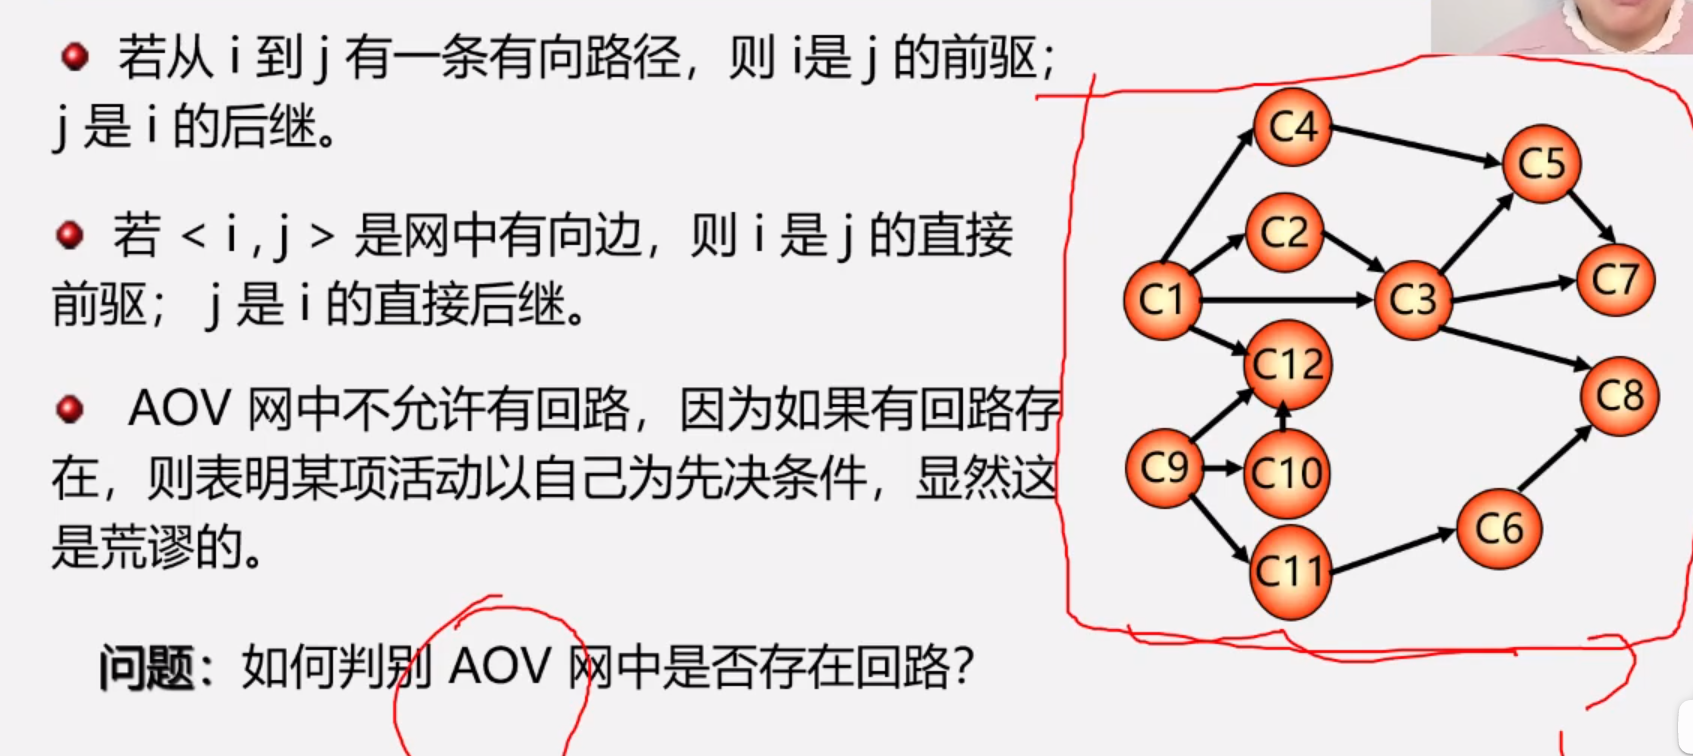 若从 i 到 j 有一条有向路径，则 i是 j 的前驱；
j 是 i 的后继。
若 < i , j > 是网中有向边，则 i 是 j 的直接
前驱； j 是 i 的直接后继。
AOV 网中不允许有回路，因为如果有回路存
在，则表明某项活动以自己为先决条件，显然这
是荒谬的。
问题：如何判别 AOV 网中是否存在回路？
C4
C5
C2
C7
C1
C3
C12
C8
C9
C10
C6
C11